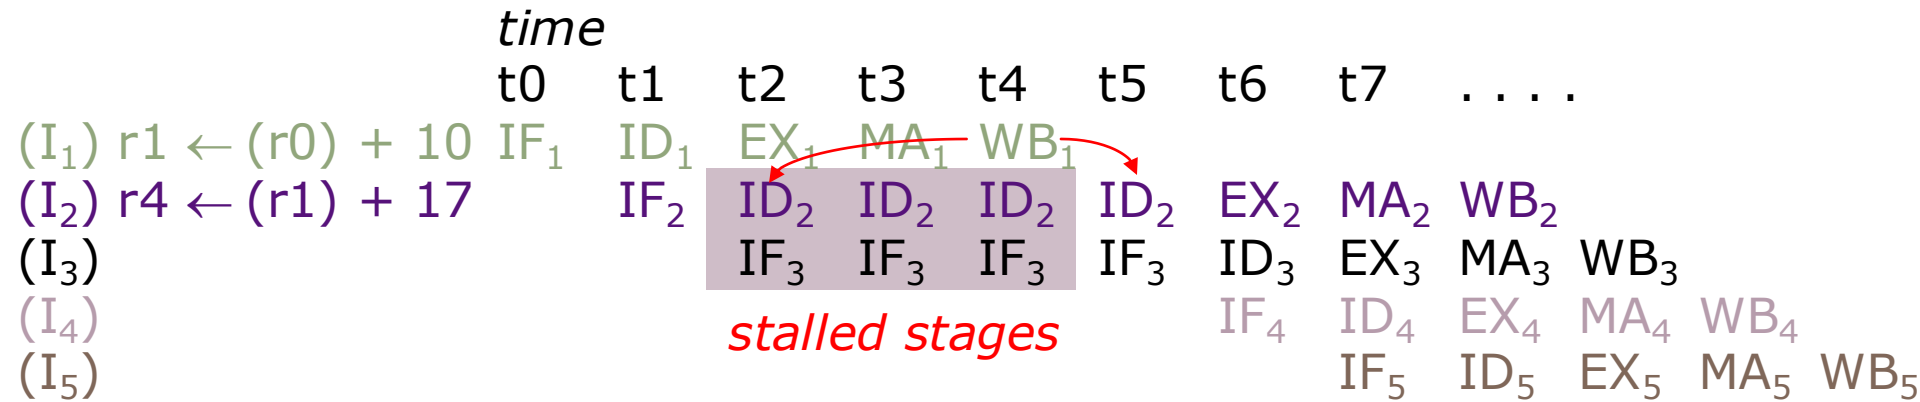 time
t0 t1 t2 t3 t4 t5 t6 t7 . . . .
(I₁) r1 ← (r0) + 10 IF₁ ID₁ EX₁ MA₁ WB₁
(I₂) r4 ← (r1) + 17 IF₂ ID₂ ID₂ ID₂ ID₂ EX₂ MA₂ WB₂
(I₃) IF₃ IF₃ IF₃ IF₃ ID₃ EX₃ MA₃ WB₃
(I₄) IF₄ ID₄ EX₄ MA₄ WB₄
stalled stages
(I₅) IF₅ ID₅ EX₅ MA₅ WB₅